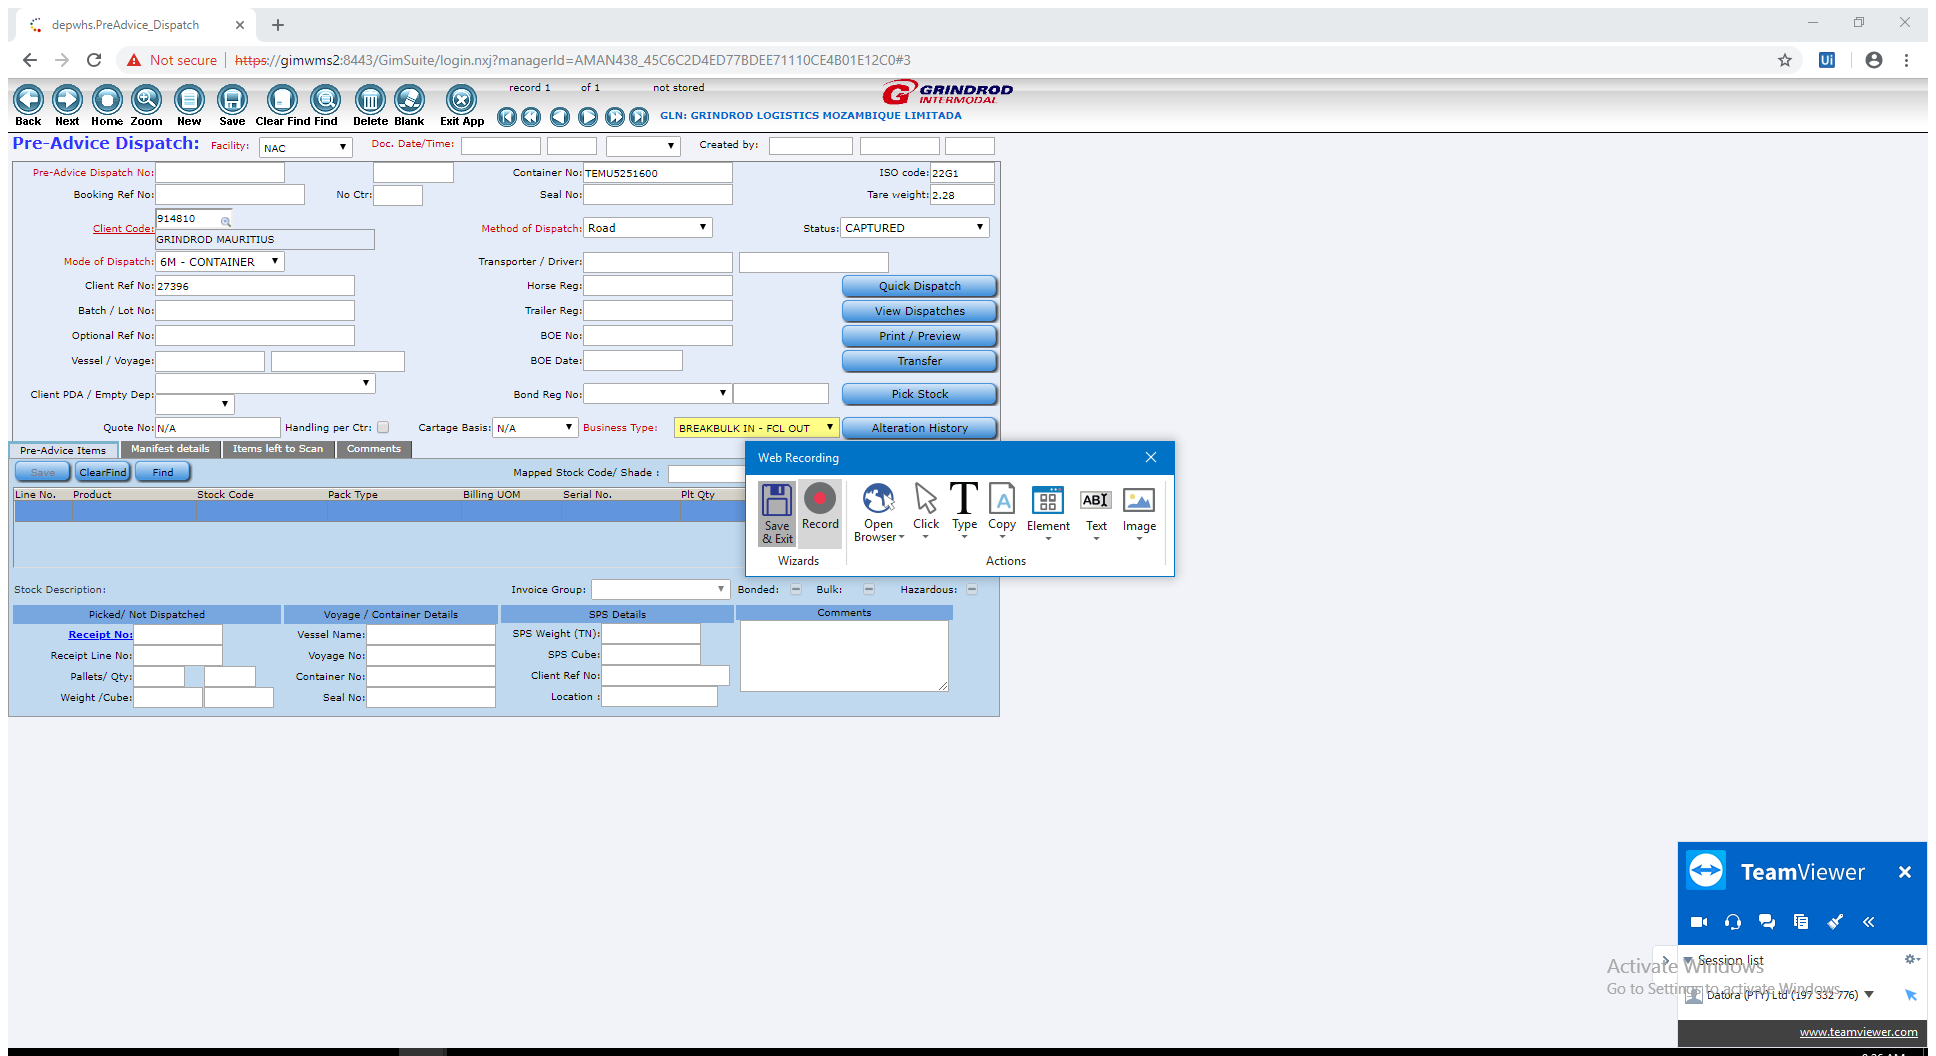 depwhs.PreAdvice_Dispatch
Not secure
https://gimwms2:8443/GimSuite/login.nxj?managerId=AMAN438_45C6C2D4ED77BDEE71110CE4B01E12C0#3
Ui
Back Next Home Zoom New Save Clear Find Find Delete Blank Exit App
record 1 of 1 not stored
GRINDROD
INTERMODAL
GLN: GRINDROD LOGISTICS MOZAMBIQUE LIMITADA
Pre-Advice Dispatch: Facility: NAC Doc. Date/Time: Created by:
Pre-Advice Dispatch No: Container No: TEMU5251600 ISO code: 22G1
Booking Ref No: No Ctr: Seal No: Tare weight: 2.28
914810
Client Code: Method of Dispatch: Road Status: CAPTURED
GRINDROD MAURITIUS
Mode of Dispatch: 6M - CONTAINER Transporter / Driver:
Client Ref No: 27396 Horse Reg: Quick Dispatch
Batch / Lot No: Trailer Reg: View Dispatches
Optional Ref No: BOE No: Print / Preview
Vessel / Voyage: BOE Date: Transfer
Client PDA / Empty Dep: Bond Reg No: Pick Stock
Quote No: N/A Handling per Ctr: Cartage Basis: N/A Business Type: BREAKBULK IN - FCL OUT Alteration History
Pre-Advice Items Manifest details Items left to Scan Comments
Save ClearFind Find Mapped Stock Code/ Shade :
Line No. Product Stock Code Pack Type Billing UOM Serial No. Plt Qty
Web Recording
Save & Exit Record Open Browser Click Type Copy Element Text Image
Wizards Actions
Stock Description: Invoice Group: Bonded: Bulk: Hazardous:
Picked/ Not Dispatched Voyage / Container Details SPS Details Comments
Receipt No: Vessel Name: SPS Weight (TN):
Receipt Line No: Voyage No: SPS Cube:
Pallets/ Qty: Container No: Client Ref No:
Weight /Cube: Seal No: Location :
TeamViewer
Session list
Activate Windows
Go to Settings to activate Windows.
Datora (PTY) Ltd (197 332 776)
www.teamviewer.com